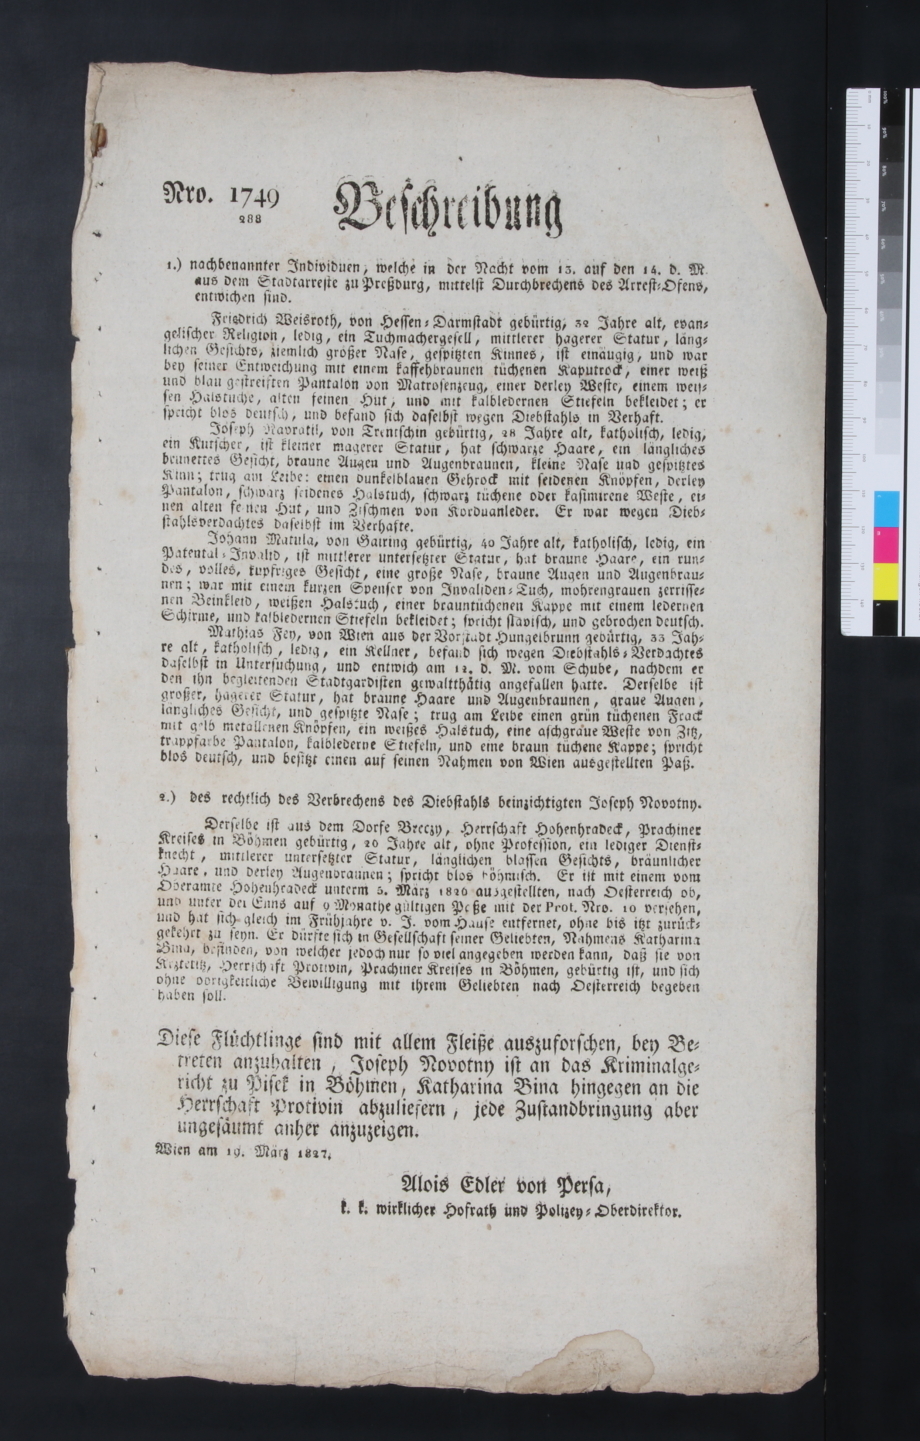 Nro. 1749
288
Beschreibung
1.) nachbenannter Individuen, welche in der Nacht vom 13. auf den 14. d. M.
aus dem Stadtarreste zu Preßburg, mittelst Durchbrechens des Arrest-Ofens,
entwichen sind.
Friedrich Weisroth, von Hessen-Darmstadt gebürtig, 32 Jahre alt, evan-
gelischer Religion, ledig, ein Tuchmachergesell, mittlerer hagerer Statur, läng-
lichen Gesichts, ziemlich großer Nase, gespitzten Kinnes, ist einäugig, und war
bey seiner Entweichung mit einem kaffehbraunen tüchenen Kaputrock, einer weiß
und blau gestreiften Pantalon von Matrosenzeug, einer derley Weste, einem weis-
sen Halstuche, alten feinen Hut, und mit kalbledernen Stiefeln bekleidet; er
spricht blos deutsch, und befand sich daselbst wegen Diebstahls in Verhaft.
Joseph Navratil, von Trentschin gebürtig, 28 Jahre alt, katholisch, ledig,
ein Kutscher, ist kleiner magerer Statur, hat schwarze Haare, ein längliches
brunettes Gesicht, braune Augen und Augenbraunen, kleine Nase und gespitztes
Kinn; trug am Leibe: einen dunkelblauen Gehrock mit seidenen Knöpfen, derley
Pantalon, schwarz seidenes Halstuch, schwarz tüchene oder kasimirene Weste, ei-
nen alten feinen Hut, und Zischmen von Korduanleder. Er war wegen Dieb-
stahlsverdachtes daselbst im Verhafte.
Johann Matula, von Gairing gebürtig, 40 Jahre alt, katholisch, ledig, ein
Patental-Invalid, ist mittlerer untersetzter Statur, hat braune Haare, ein run-
des, volles, kupfriges Gesicht, eine große Nase, braune Augen und Augenbrau-
nen; war mit einem kurzen Spenser von Invaliden-Tuch, mohrengrauen zerrisse-
nen Beinkleid, weißen Halstuch, einer brauntüchenen Kappe mit einem ledernen
Schirme, und kalbledernen Stiefeln bekleidet; spricht slavisch, und gebrochen deutsch.
Mathias Fey, von Wien aus der Vorstadt Hungelbrunn gebürtig, 33 Jah-
re alt, katholisch, ledig, ein Kellner, befand sich wegen Diebstahls-Verdachtes
daselbst in Untersuchung, und entwich am 12. d. M. vom Schube, nachdem er
den ihn begleitenden Stadtgardisten gewaltthätig angefallen hatte. Derselbe ist
großer, hagerer Statur, hat braune Haare und Augenbraunen, graue Augen,
längliches Gesicht, und gespitzte Nase; trug am Leibe einen grün tüchenen Frack
mit gelb metallenen Knöpfen, ein weißes Halstuch, eine aschgraue Weste von Zitz,
trappfarbe Pantalon, kalblederne Stiefeln, und eine braun tüchene Kappe; spricht
blos deutsch, und besitzt einen auf seinen Nahmen von Wien ausgestellten Paß.
2.) des rechtlich des Verbrechens des Diebstahls beinzichtigten Joseph Novotny.
Derselbe ist aus dem Dorfe Breczy, Herrschaft Hohenhradeck, Prachiner
Kreises in Böhmen gebürtig, 20 Jahre alt, ohne Profession, ein lediger Dienst-
knecht, mittlerer untersetzter Statur, länglichen blassen Gesichts, bräunlicher
Haare, und derley Augenbraunen; spricht blos böhmisch. Er ist mit einem vom
Oberamte Hohenhradeck unterm 5. März 1826 ausgestellten, nach Oesterreich ob,
und unter der Enns auf 9 Monathe gültigen Paße mit der Prot. Nro. 10 versehen,
und hat sich gleich im Frühjahre v. J. vom Hause entfernet, ohne bis itzt zurück-
gekehrt zu seyn. Er dürfte sich in Gesellschaft seiner Geliebten, Nahmens Katharina
Bina, befinden, von welcher jedoch nur so viel angegeben werden kann, daß sie von
Herrschaft Protiwin, Prachiner Kreises in Böhmen, gebürtig ist, und sich
ohne obrigkeitliche Bewilligung mit ihrem Geliebten nach Oesterreich begeben
haben soll.
Diese Flüchtlinge sind mit allem Fleiße auszuforschen, bey Be-
treten anzuhalten, Joseph Novotny ist an das Kriminalge-
richt zu Pisek in Böhmen, Katharina Bina hingegen an die
Herrschaft Protivin abzuliefern, jede Zustandbringung aber
ungesäumt anher anzuzeigen.
Wien am 19. März 1827.
Alois Edler von Persa,
k. k. wirklicher Hofrath und Polizey-Oberdirektor.